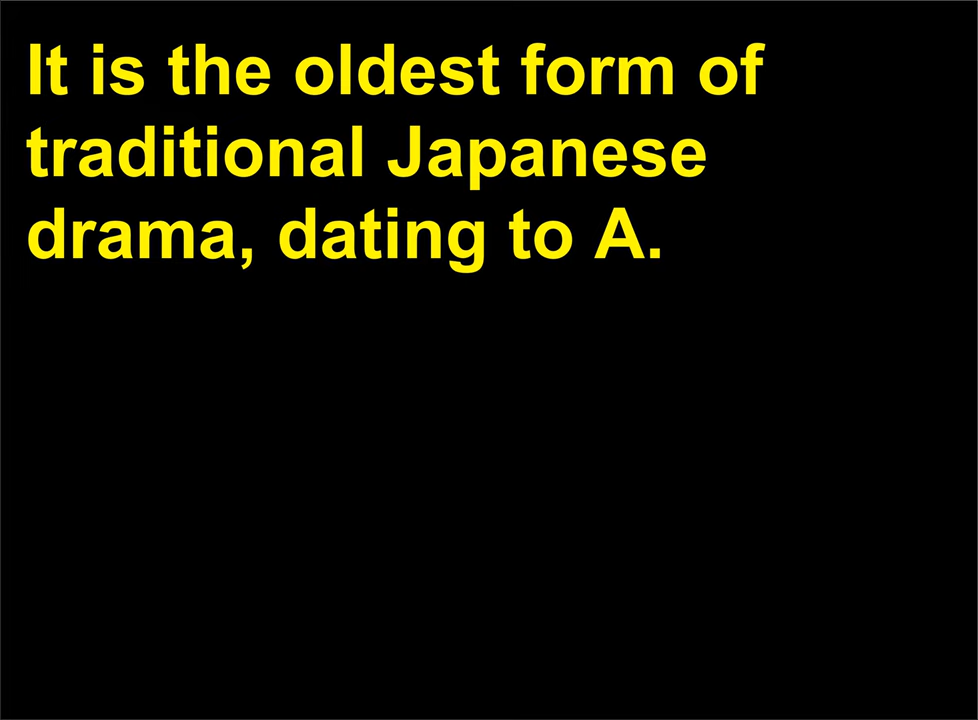 It is the oldest form of
traditional Japanese
drama, dating to A.